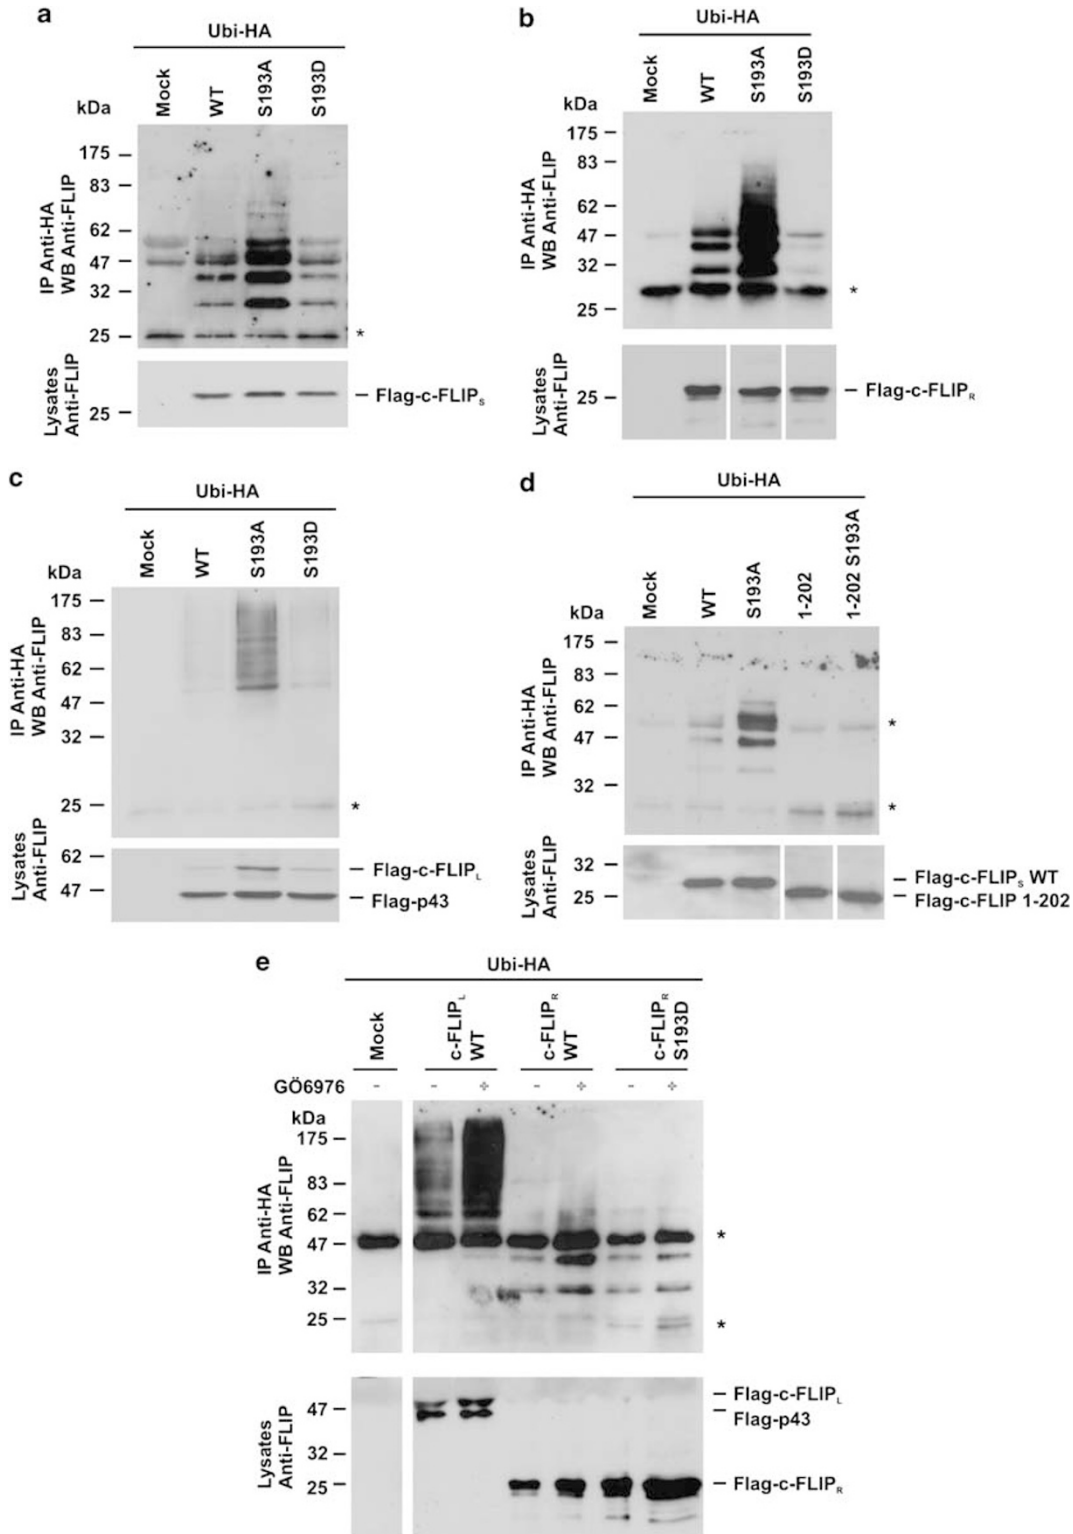 a
Ubi-HA
Mock WT S193A S193D
kDa
175
83
62
47
32
25
*
IP Anti-HA
WB Anti-FLIP
25
Lysates
Anti-FLIP
Flag-c-FLIPS
b
Ubi-HA
Mock WT S193A S193D
kDa
175
83
62
47
32
25
*
IP Anti-HA
WB Anti-FLIP
25
Lysates
Anti-FLIP
Flag-c-FLIPR
c
Ubi-HA
Mock WT S193A S193D
kDa
175
83
62
47
32
25
*
IP Anti-HA
WB Anti-FLIP
62
47
Lysates
Anti-FLIP
Flag-c-FLIPL
Flag-p43
d
Ubi-HA
Mock WT S193A 1-202 1-202 S193A
kDa
175
83
62
47
32
*
*
IP Anti-HA
WB Anti-FLIP
32
25
Lysates
Anti-FLIP
Flag-c-FLIPS WT
Flag-c-FLIP 1-202
e
Ubi-HA
Mock
c-FLIPL
WT
c-FLIPR
WT
c-FLIPR
S193D
GÖ6976 - - + - + - +
kDa
175
83
62
47
32
25
*
*
IP Anti-HA
WB Anti-FLIP
47
32
25
Lysates
Anti-FLIP
Flag-c-FLIPL
Flag-p43
Flag-c-FLIPR